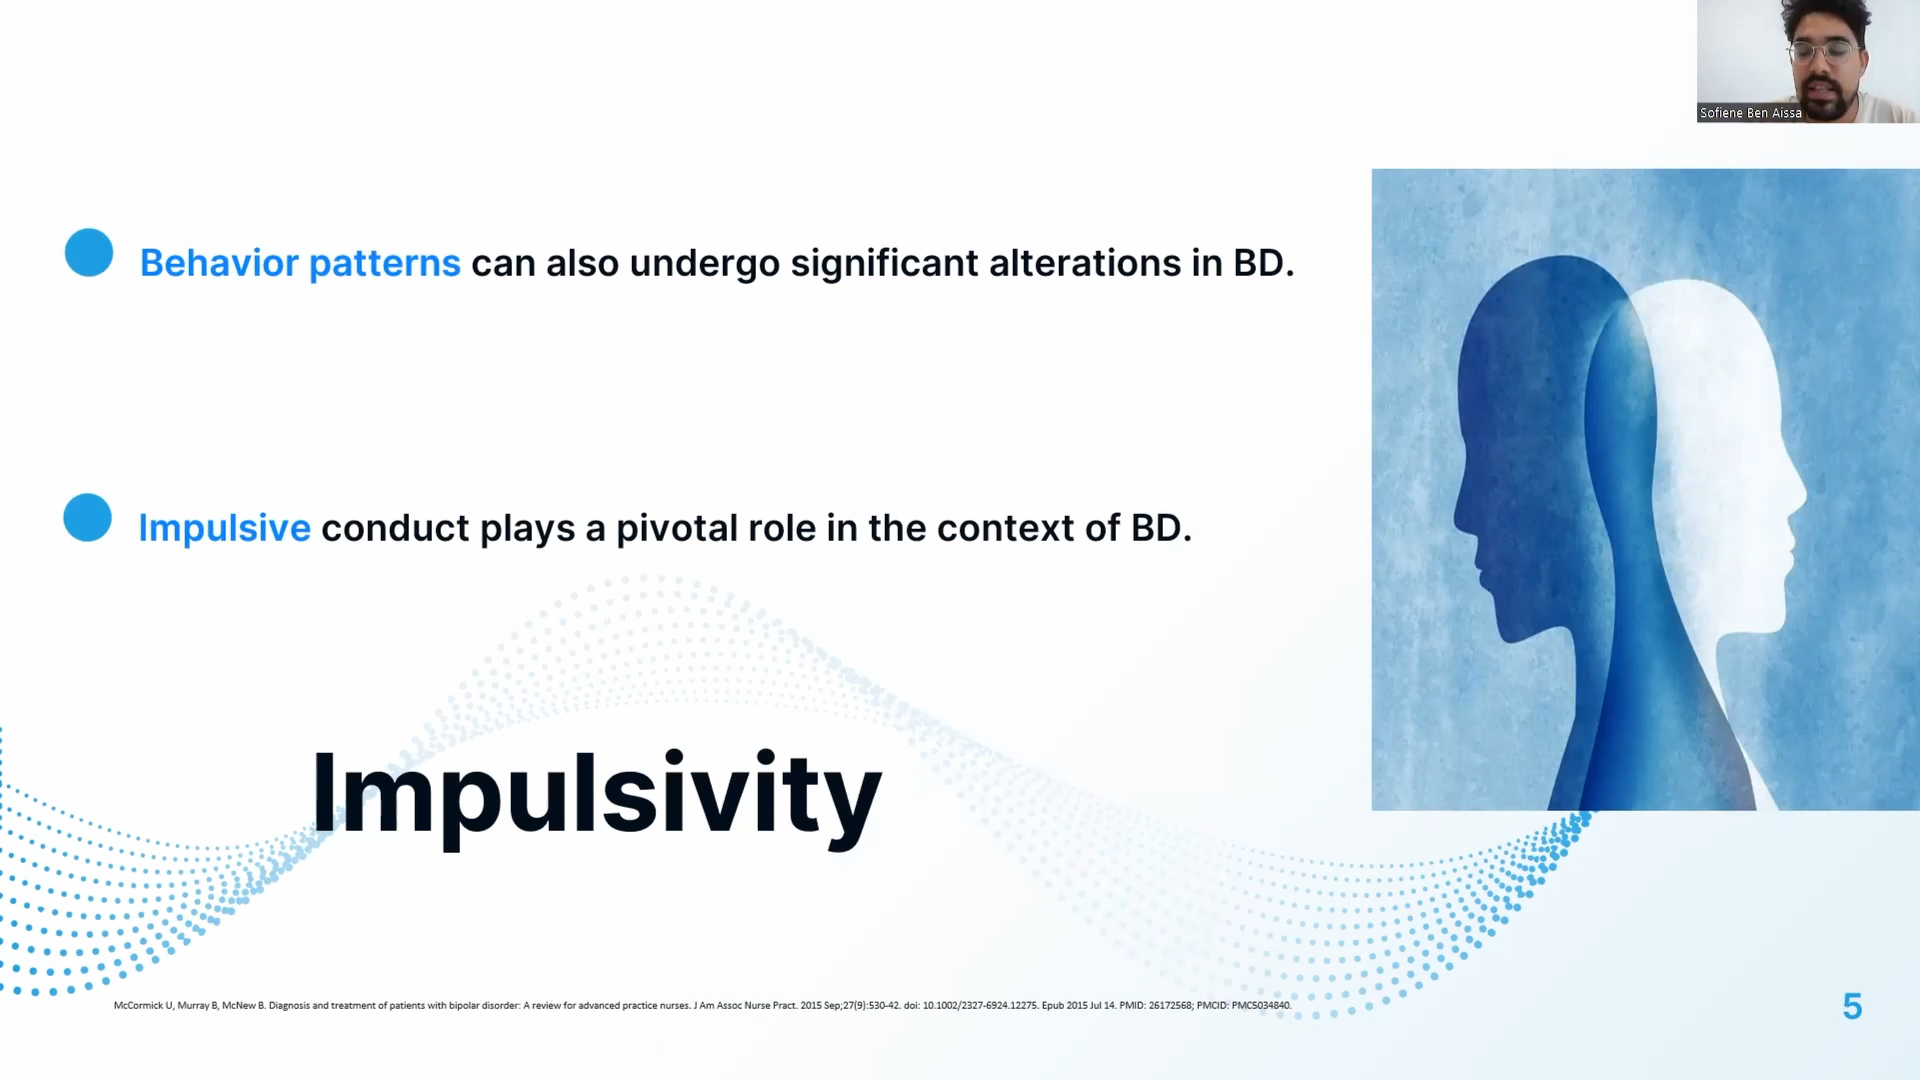 Sofiene Ben Aissa
Behavior patterns can also undergo significant alterations in BD.
Impulsive conduct plays a pivotal role in the context of BD.
Impulsivity
McCormick U, Murray B, McNew B. Diagnosis and treatment of patients with bipolar disorder: A review for advanced practice nurses. J Am Assoc Nurse Pract. 2015 Sep;27(9):530-42. doi: 10.1002/2327-6924.12275. Epub 2015 Jul 14. PMID: 26172568; PMCID: PMC5034840.
5